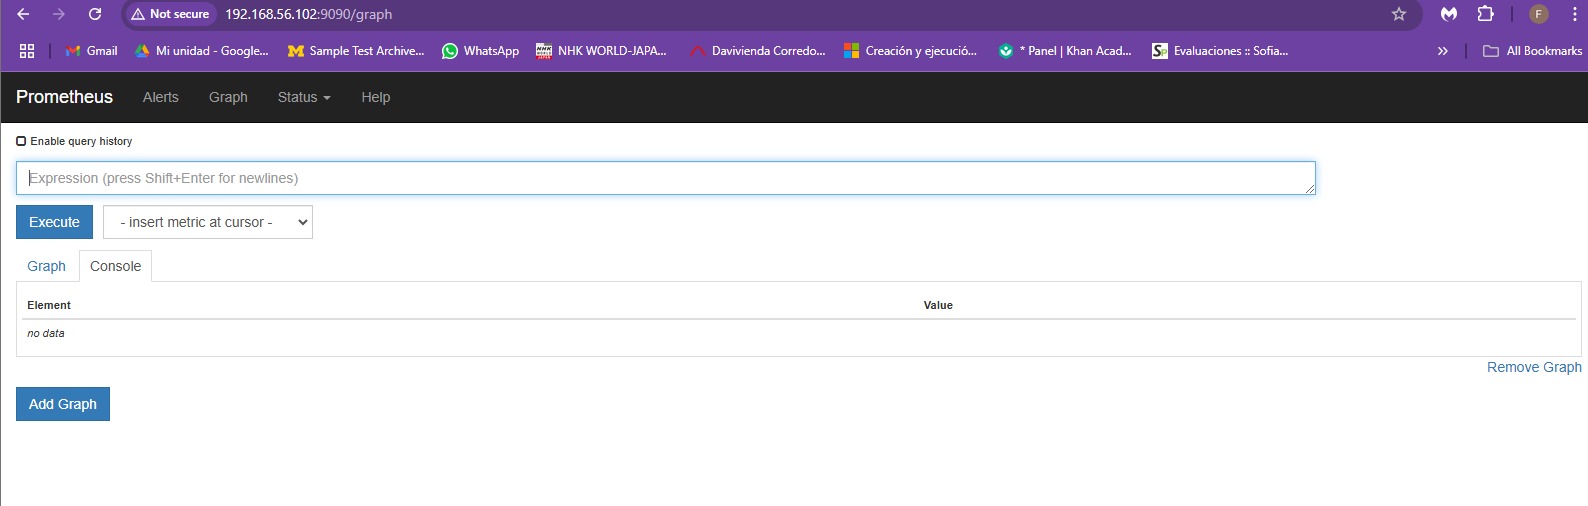 Not secure 192.168.56.102:9090/graph F
Gmail Mi unidad - Google... Sample Test Archive... WhatsApp NHK WORLD-JAPA... Davivienda Corredo... Creación y ejecució... * Panel | Khan Acad... Evaluaciones :: Sofia... » All Bookmarks
Prometheus Alerts Graph Status Help
Enable query history
Expression (press Shift+Enter for newlines)
Execute - insert metric at cursor -
Graph Console
Element Value
no data
Remove Graph
Add Graph